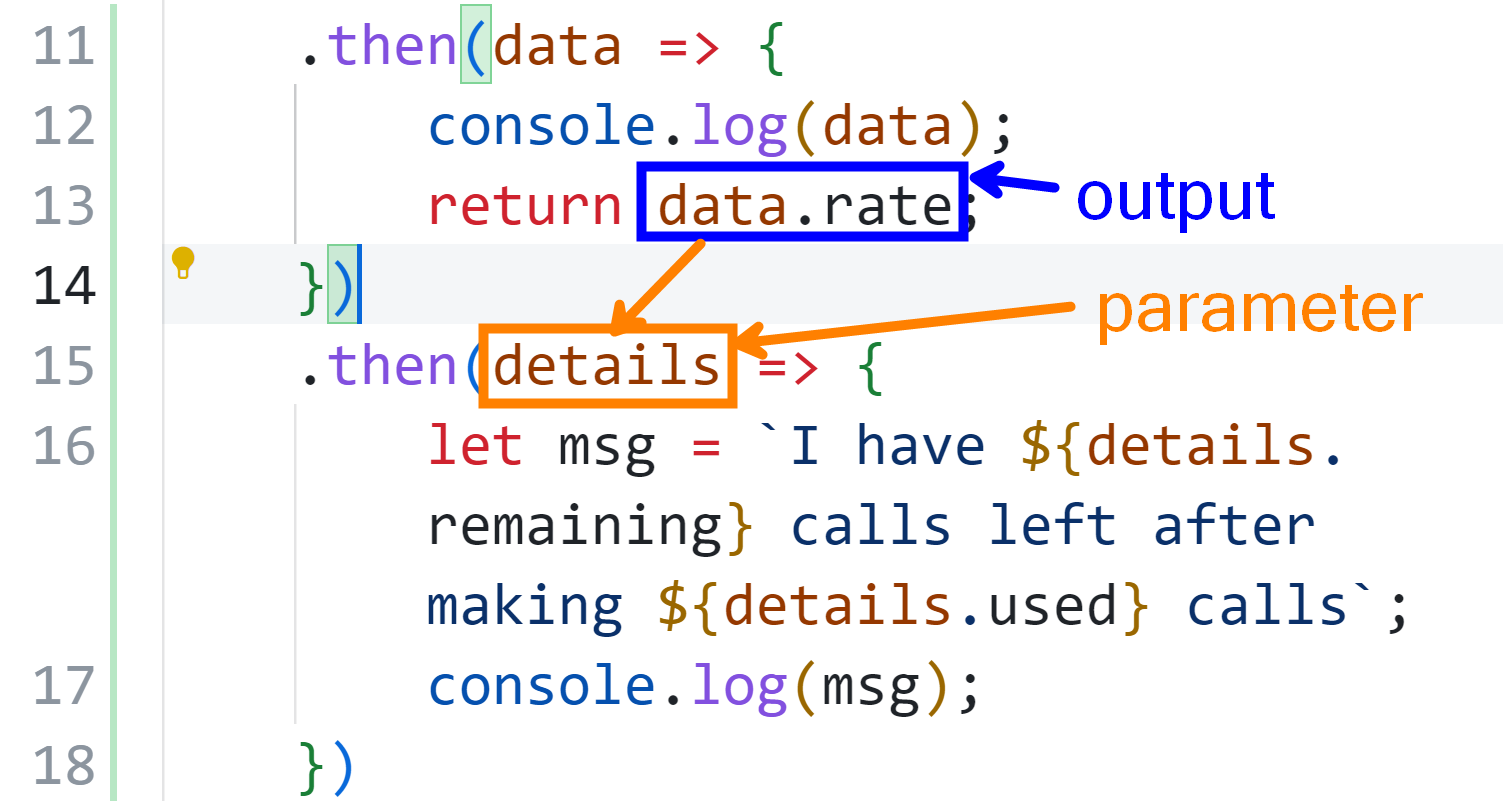 11 .then(data => {
12 console.log(data);
13 return data.rate; output
14 })
parameter
15 .then(details => {
16 let msg = `I have ${details.
remaining} calls left after
making ${details.used} calls`;
17 console.log(msg);
18 })